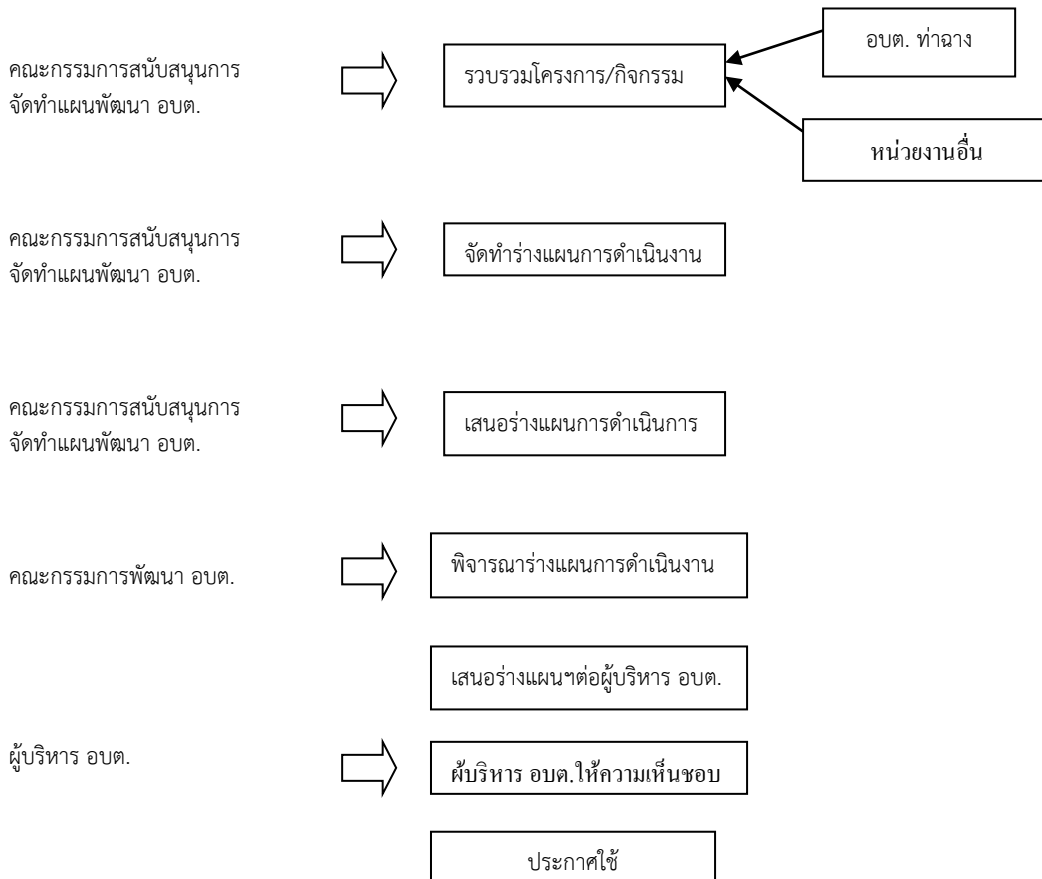 อบต. ท่าฉาง
คณะกรรมการสนับสนุนการ
จัดทำแผนพัฒนา อบต.
รวบรวมโครงการ/กิจกรรม
หน่วยงานอื่น
คณะกรรมการสนับสนุนการ
จัดทำแผนพัฒนา อบต.
จัดทำร่างแผนการดำเนินงาน
คณะกรรมการสนับสนุนการ
จัดทำแผนพัฒนา อบต.
เสนอร่างแผนการดำเนินการ
คณะกรรมการพัฒนา อบต.
พิจารณาร่างแผนการดำเนินงาน
เสนอร่างแผนฯต่อผู้บริหาร อบต.
ผู้บริหาร อบต.
ผู้บริหาร อบต.ให้ความเห็นชอบ
ประกาศใช้